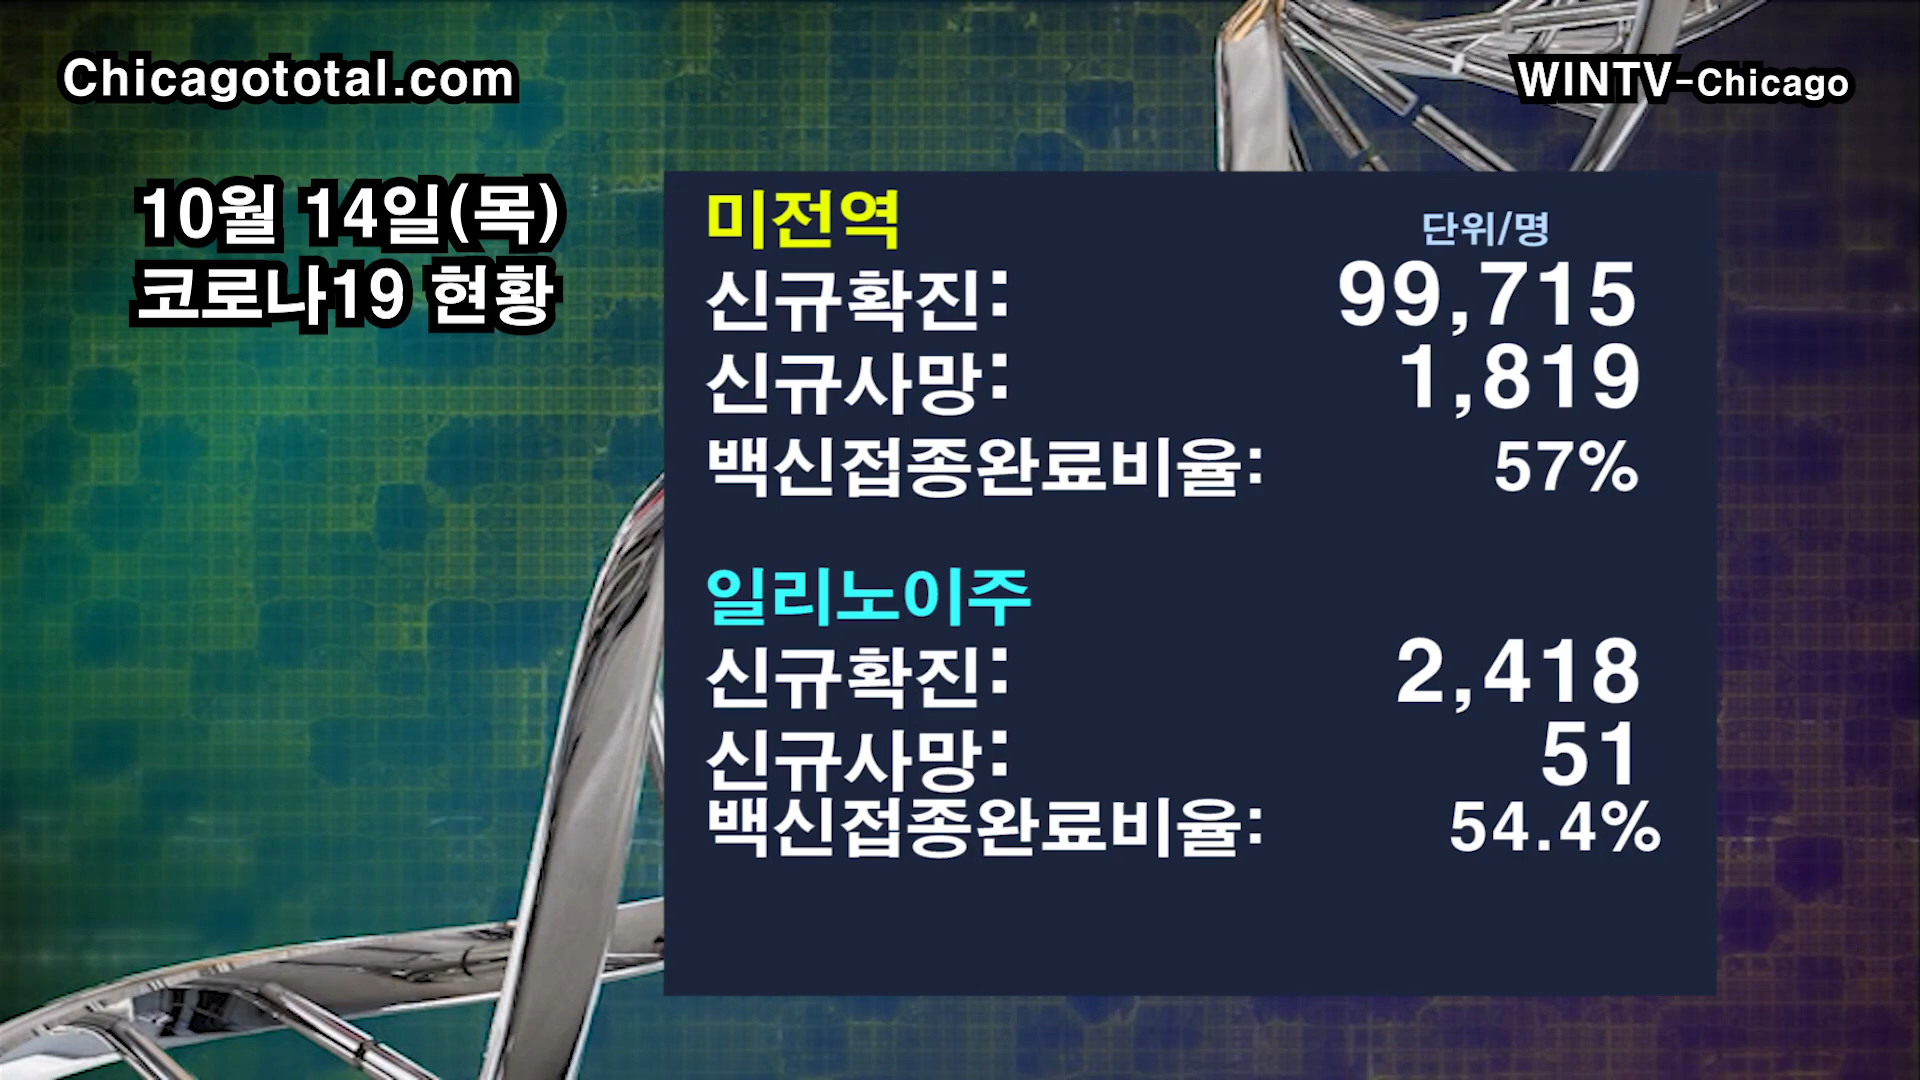 Chicagototal.com
WINTV-Chicago
10월 14일(목)
코로나19 현황
미전역
단위/명
신규확진: 99,715
신규사망: 1,819
백신접종완료비율: 57%
일리노이주
신규확진: 2,418
신규사망: 51
백신접종완료비율: 54.4%